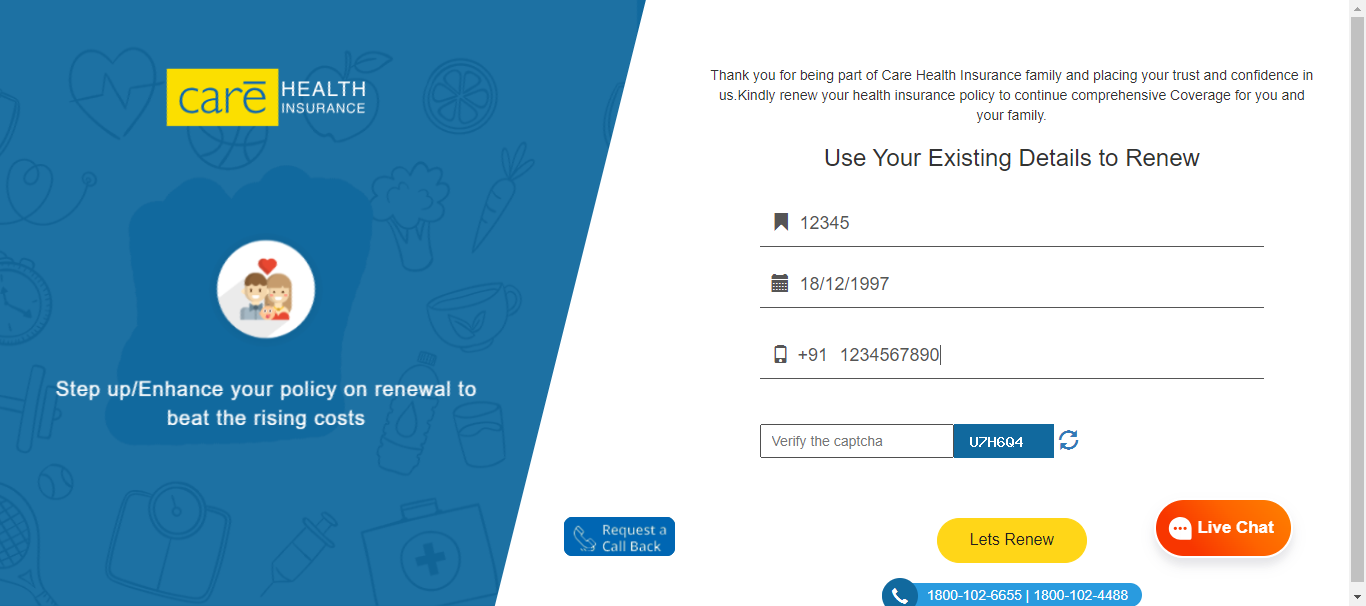 carē HEALTH
INSURANCE
Step up/Enhance your policy on renewal to
beat the rising costs
Thank you for being part of Care Health Insurance family and placing your trust and confidence in
us.Kindly renew your health insurance policy to continue comprehensive Coverage for you and
your family.
Use Your Existing Details to Renew
12345
18/12/1997
+91 1234567890
Verify the captcha U7H6Q4
Request a
Call Back
Lets Renew
Live Chat
1800-102-6655 | 1800-102-4488